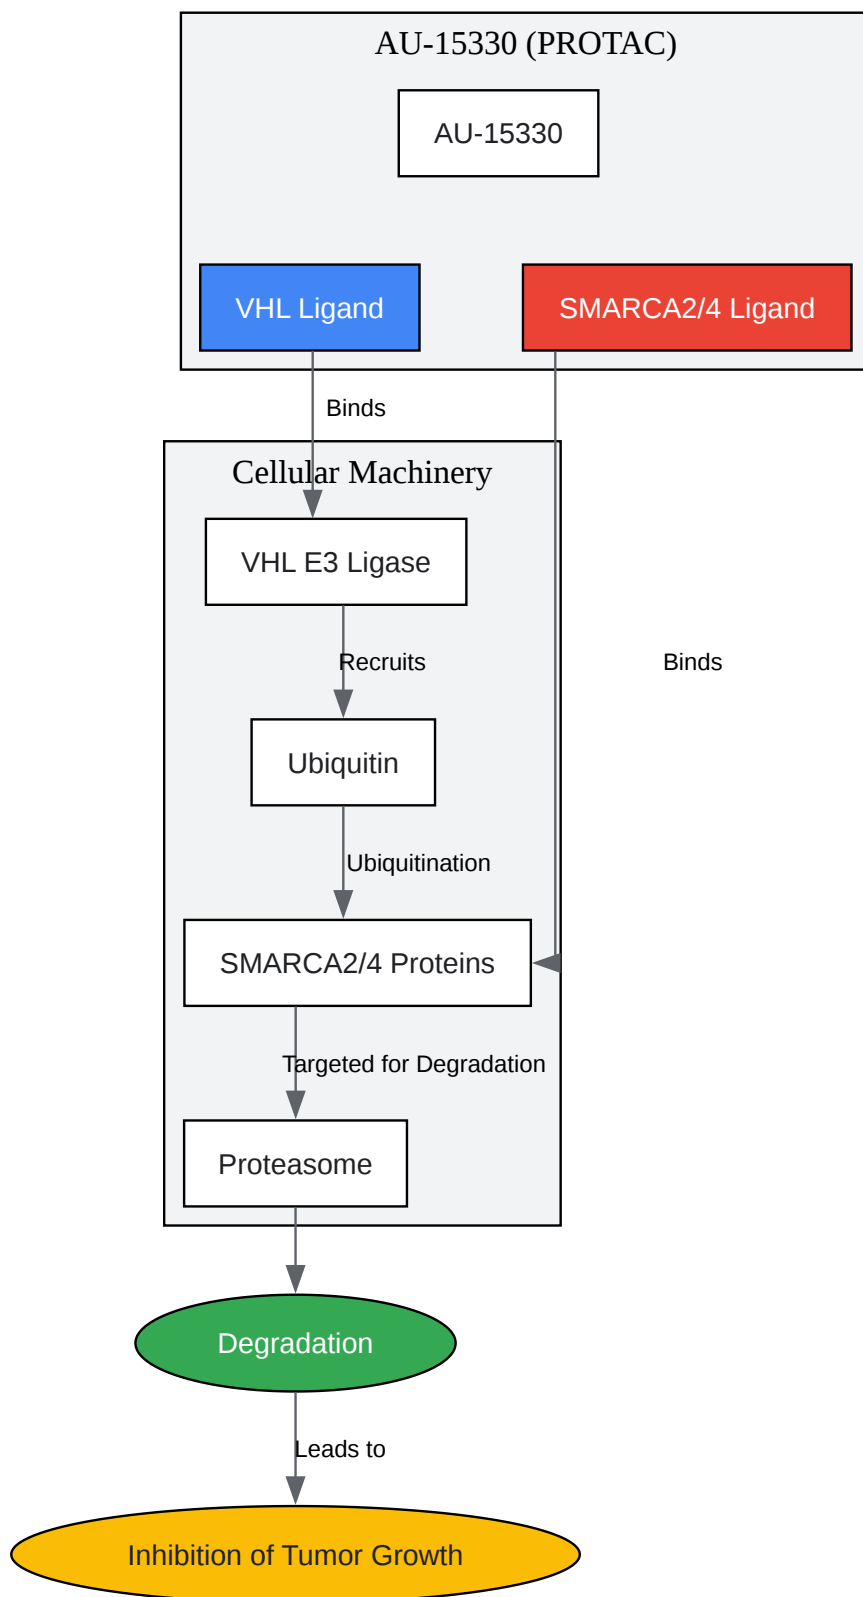 AU-15330 (PROTAC)
AU-15330
VHL Ligand
SMARCA2/4 Ligand
Binds
Cellular Machinery
VHL E3 Ligase
Recruits
Binds
Ubiquitin
Ubiquitination
SMARCA2/4 Proteins
Targeted for Degradation
Proteasome
Degradation
Leads to
Inhibition of Tumor Growth